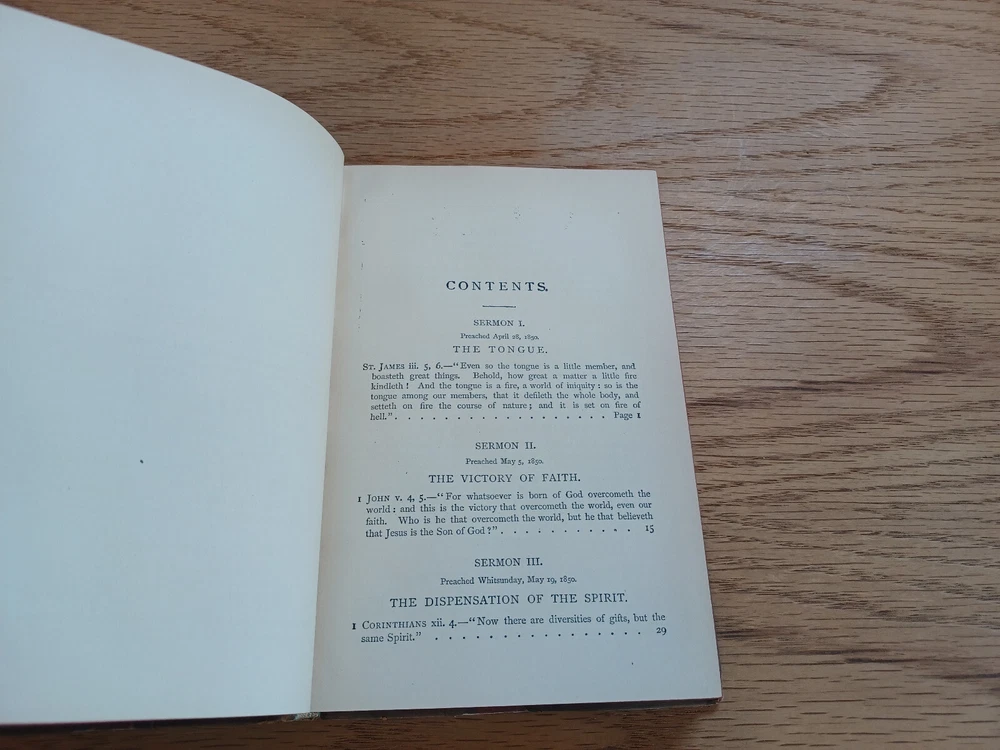 CONTENTS.
SERMON I.
Preached April 28, 1850.
THE TONGUE.
ST. JAMES iii. 5, 6.—“Even so the tongue is a little member, and
boasteth great things. Behold, how great a matter a little fire
kindleth! And the tongue is a fire, a world of iniquity: so is the
tongue among our members, that it defileth the whole body, and
setteth on fire the course of nature; and it is set on fire of
hell.” . . . . . . . . . . . . . . . . . Page 1
SERMON II.
Preached May 5, 1850.
THE VICTORY OF FAITH.
1 JOHN v. 4, 5.—“For whatsoever is born of God overcometh the
world: and this is the victory that overcometh the world, even our
faith. Who is he that overcometh the world, but he that believeth
that Jesus is the Son of God?” . . . . . . . . . . . 15
SERMON III.
Preached Whitsunday, May 19, 1850.
THE DISPENSATION OF THE SPIRIT.
1 CORINTHIANS xii. 4.—“Now there are diversities of gifts, but the
same Spirit.” . . . . . . . . . . . . . . . . 29